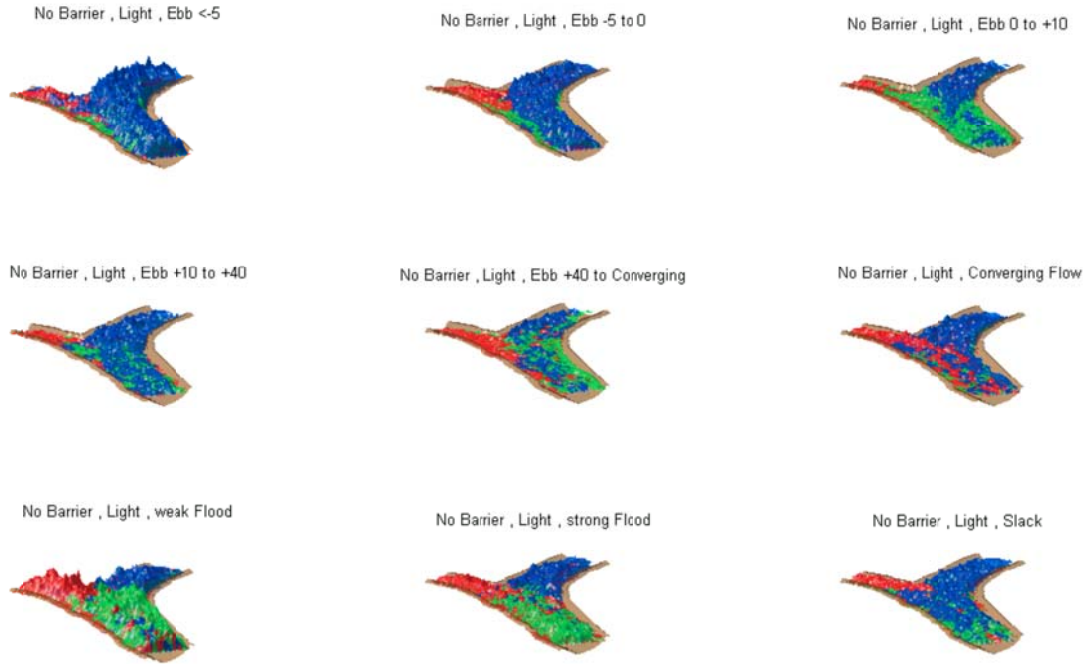 No Barrier , Light , Ebb <-5
No Barrier , Light , Ebb -5 to 0
No Barrier , Light , Ebb 0 to +10
No Barrier , Light , Ebb +10 to +40
No Barrier , Light , Ebb +40 to Converging
No Barrier , Light , Converging Flow
No Barrier , Light , weak Flood
No Barrier , Light , strong Flood
No Barrier , Light , Slack